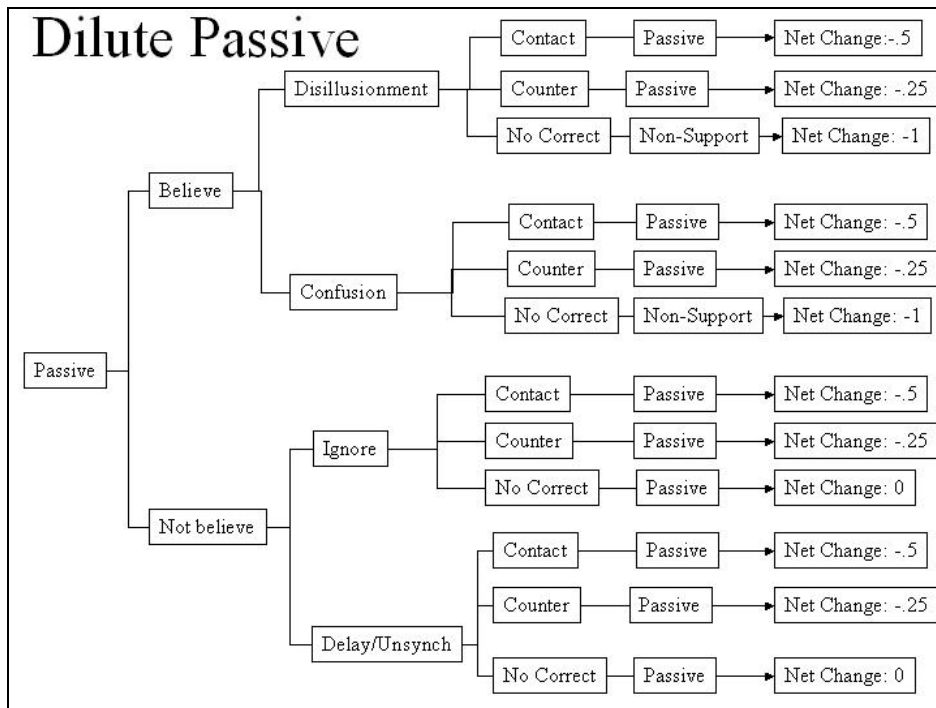 Dilute Passive
Contact Passive Net Change:-.5
Disillusionment Counter Passive Net Change: -.25
No Correct Non-Support Net Change: -1
Believe
Contact Passive Net Change: -.5
Counter Passive Net Change: -.25
Confusion
No Correct Non-Support Net Change: -1
Passive
Contact Passive Net Change: -.5
Ignore Counter Passive Net Change: -.25
No Correct Passive Net Change: 0
Not believe
Contact Passive Net Change: -.5
Counter Passive Net Change: -.25
Delay/Unsynch
No Correct Passive Net Change: 0